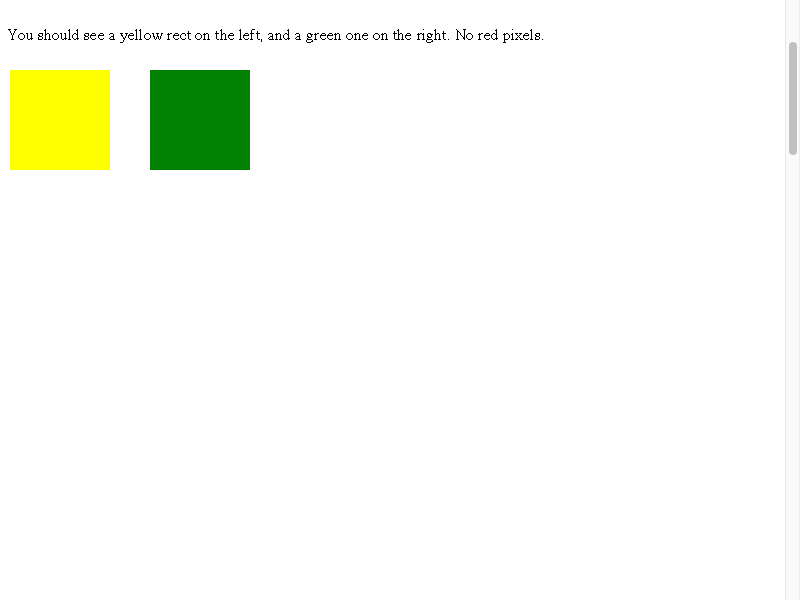 You should see a yellow rect on the left, and a green one on the right. No red pixels.